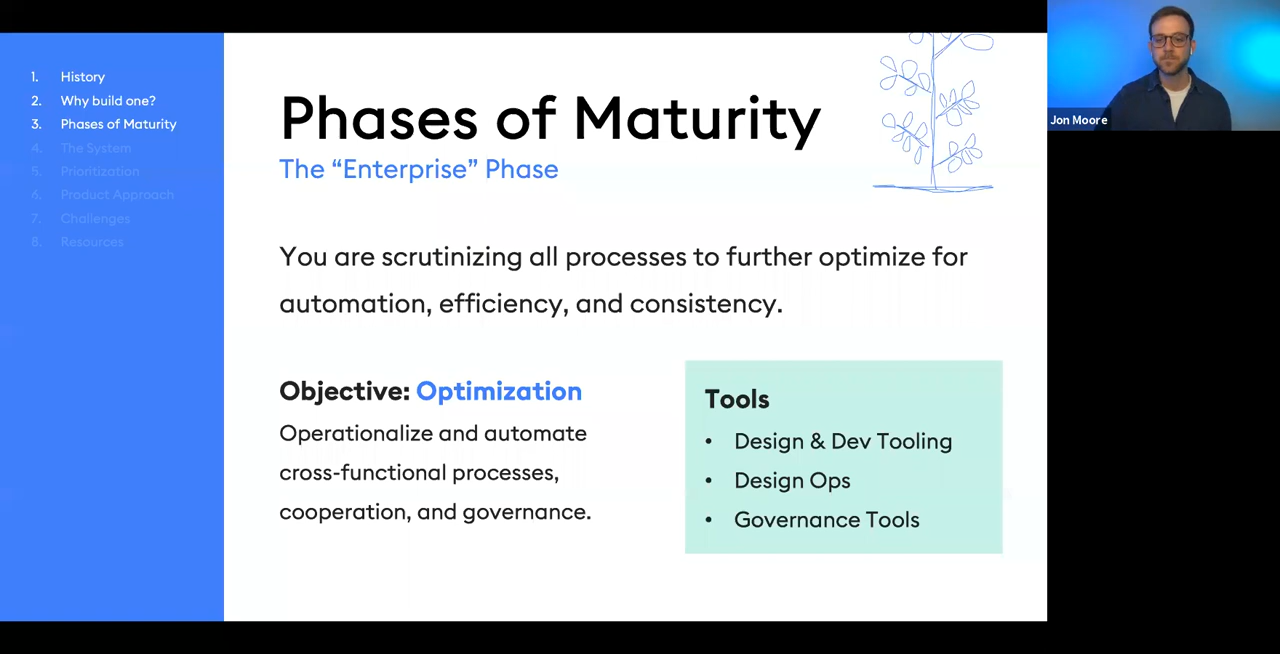 1. History
2. Why build one?
3. Phases of Maturity
4. The System
5. Prioritization
6. Product Approach
7. Challenges
8. Resources
Phases of Maturity
The “Enterprise” Phase
You are scrutinizing all processes to further optimize for
automation, efficiency, and consistency.
Objective: Optimization
Operationalize and automate
cross-functional processes,
cooperation, and governance.
Tools
• Design & Dev Tooling
• Design Ops
• Governance Tools
Jon Moore